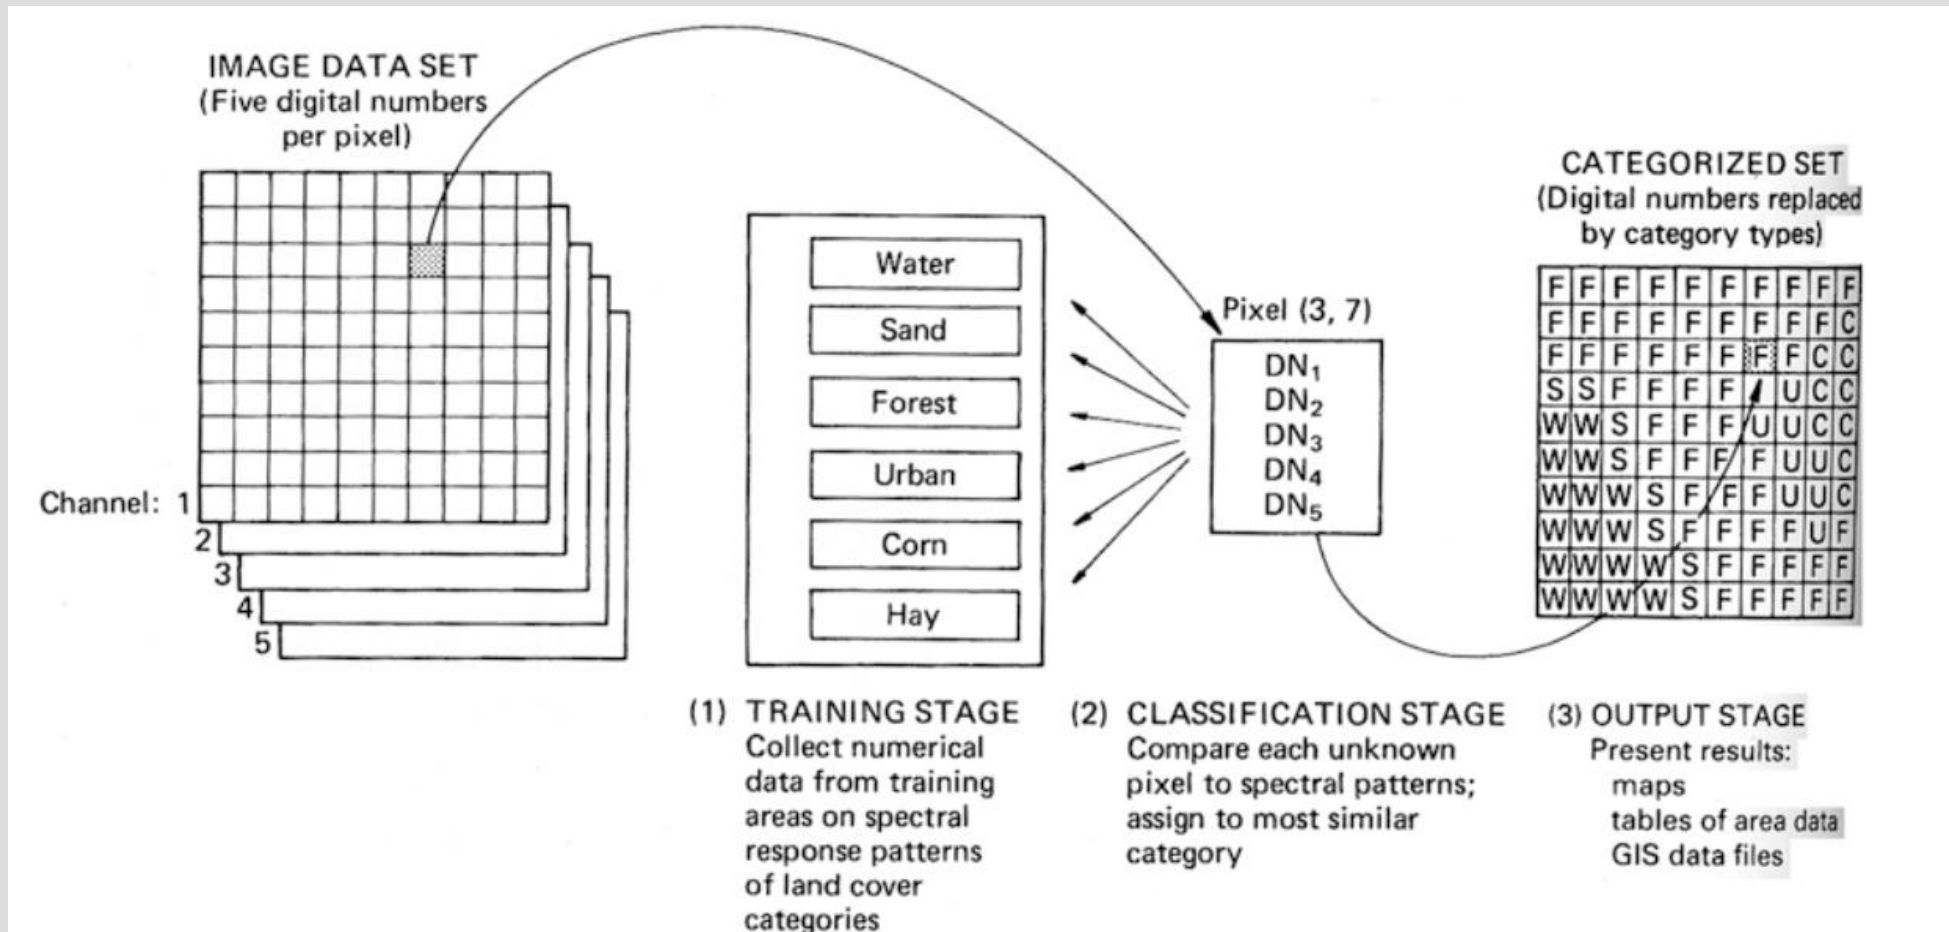 IMAGE DATA SET
(Five digital numbers
per pixel)
Channel: 1
2
3
4
5
Water
Sand
Forest
Urban
Corn
Hay
Pixel (3, 7)
DN₁
DN₂
DN₃
DN₄
DN₅
CATEGORIZED SET
(Digital numbers replaced
by category types)
F F F F F F F F F F
F F F F F F F F F C
F F F F F F F F C C
S S F F F F U C C
W W S F F F U U C C
W W S F F F F U U C
W W W S F F F U U C
W W W S F F F F U F
W W W W S F F F F F
W W W W S F F F F F
(1) TRAINING STAGE
Collect numerical
data from training
areas on spectral
response patterns
of land cover
categories
(2) CLASSIFICATION STAGE
Compare each unknown
pixel to spectral patterns;
assign to most similar
category
(3) OUTPUT STAGE
Present results:
maps
tables of area data
GIS data files